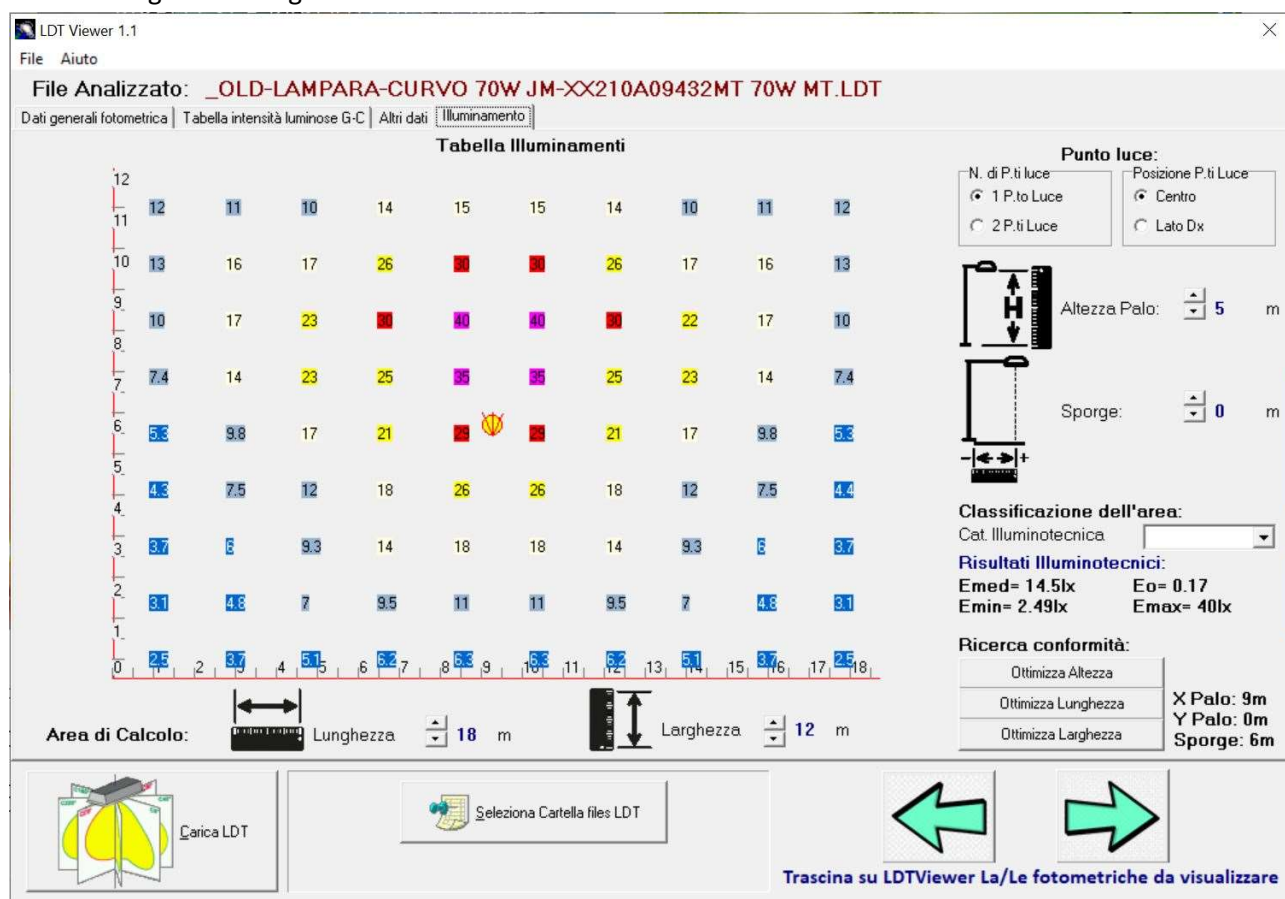 LDT Viewer 1.1
File Aiuto
File Analizzato: _OLD-LAMPARA-CURVO 70W JM-XX210A09432MT 70W MT.LDT
Dati generali fotometrica Tabella intensità luminose G-C Altri dati Illuminamento
Tabella Illuminamenti
12
12 11 10 14 15 15 14 10 11 12
11
10 13 16 17 26 30 30 26 17 16 13
9
10 17 23 30 40 40 30 22 17 10
8
7 7.4 14 23 25 35 35 25 23 14 7.4
6 5.3 9.8 17 21 29 29 21 17 9.8 5.3
5
4.3 7.5 12 18 26 26 18 12 7.5 4.4
4
3 3.7 6 9.3 14 18 18 14 9.3 6 3.7
2
3.1 4.8 7 9.5 11 11 9.5 7 4.8 3.1
1
2.5 3.7 5.1 6.2 6.3 6.3 6.2 5.1 3.7 2.5
0 1 2 3 4 5 6 7 8 9 10 11 12 13 14 15 16 17 18
Area di Calcolo: Lunghezza 18 m Larghezza 12 m
Punto luce:
N. di P.ti luce Posizione P.ti Luce
1 P.to Luce Centro
2 P.ti Luce Lato Dx
H Altezza Palo: 5 m
Sporge: 0 m
- +
Classificazione dell'area:
Cat. Illuminotecnica
Risultati Illuminotecnici:
Emed= 14.5lx Eo= 0.17
Emin= 2.49lx Emax= 40lx
Ricerca conformità:
Ottimizza Altezza
Ottimizza Lunghezza
Ottimizza Larghezza
X Palo: 9m
Y Palo: 0m
Sporge: 6m
Carica LDT
Seleziona Cartella files LDT
Trascina su LDTViewer La/Le fotometriche da visualizzare